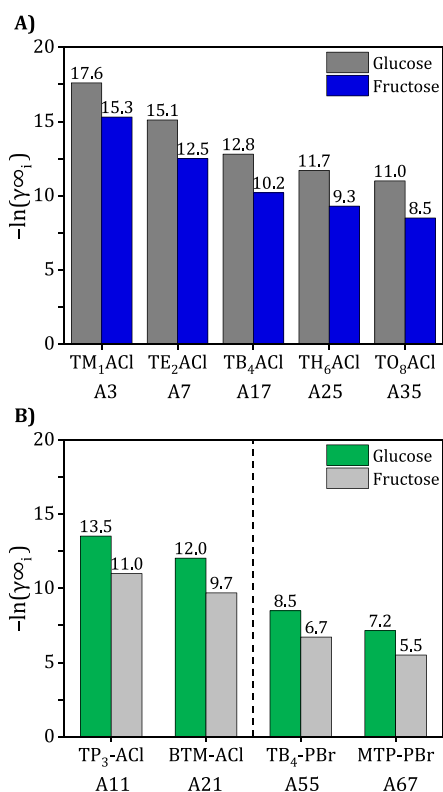 A)
20
Glucose
Fructose
17.6
15.3
15.1
12.5
12.8
10.2
11.7
9.3
11.0
8.5
15
10
5
0
−ln(γ∞i)
TM₁ACl TE₂ACl TB₄ACl TH₆ACl TO₈ACl
A3 A7 A17 A25 A35
B)
20
Glucose
Fructose
13.5
11.0
12.0
9.7
8.5
6.7
7.2
5.5
15
10
5
0
−ln(γ∞i)
TP₃-ACl BTM-ACl TB₄-PBr MTP-PBr
A11 A21 A55 A67